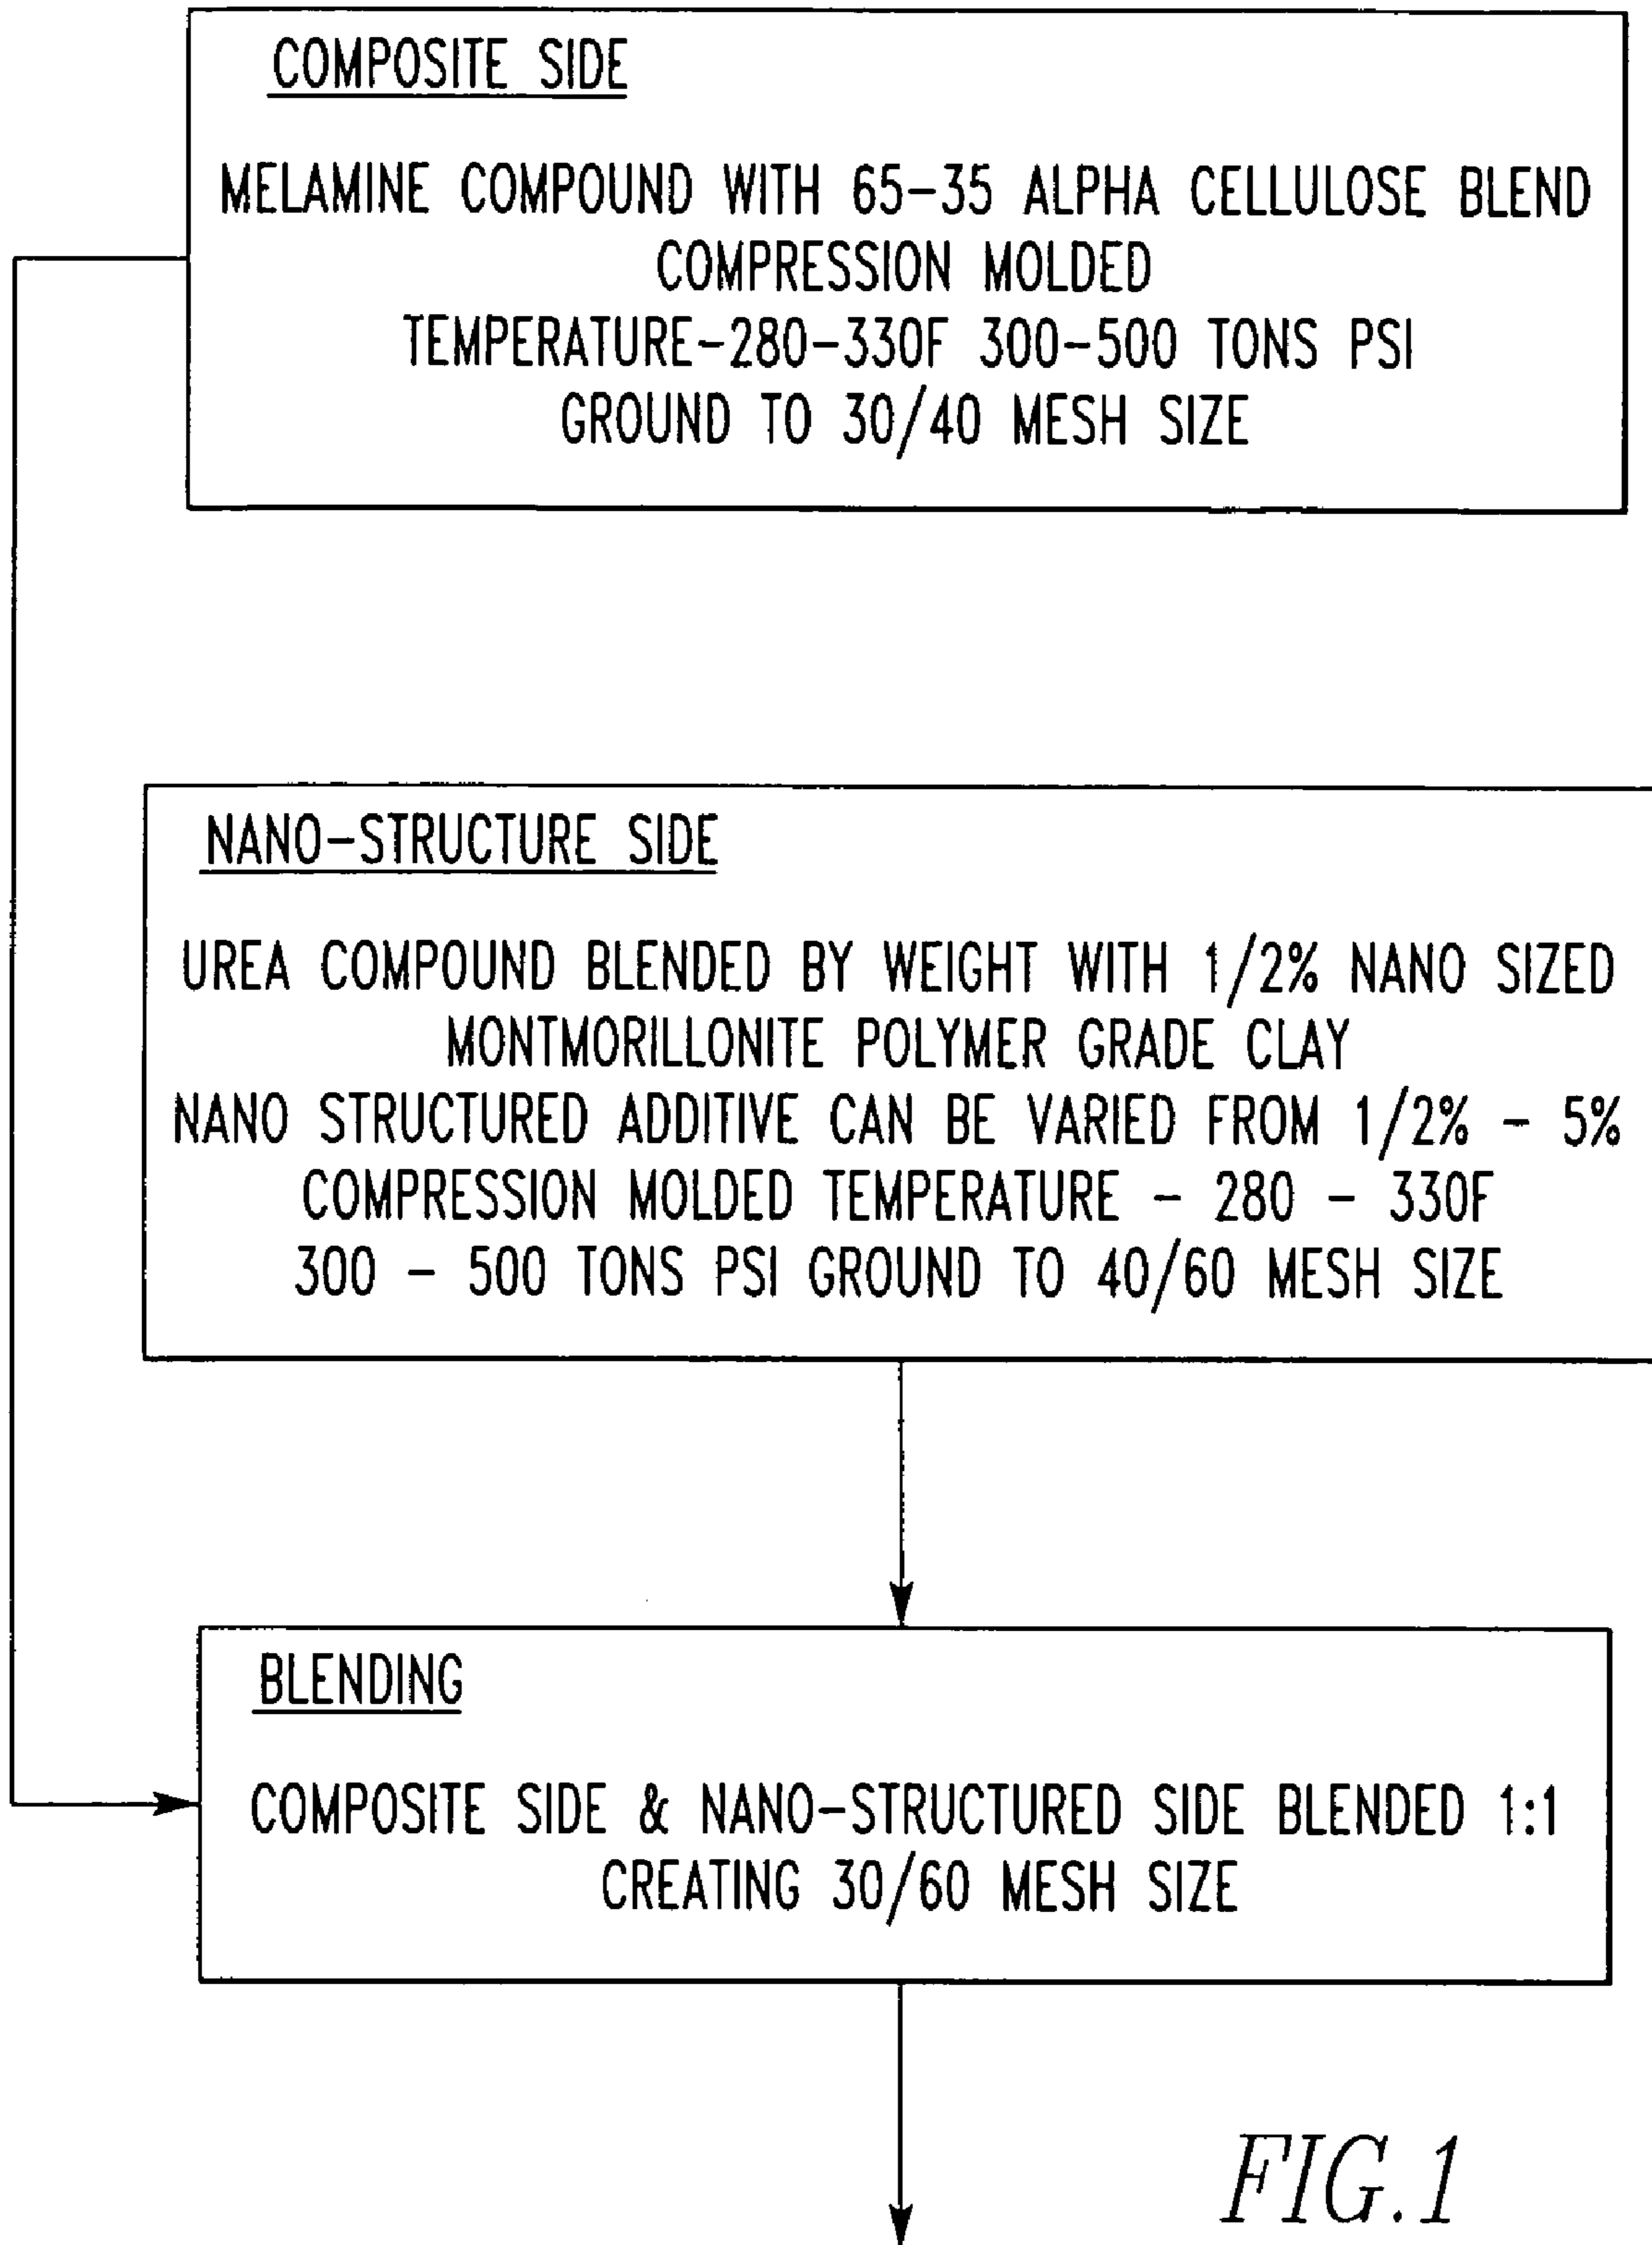 COMPOSITE SIDE
MELAMINE COMPOUND WITH 65-35 ALPHA CELLULOSE BLEND
COMPRESSION MOLDED
TEMPERATURE-280-330F 300-500 TONS PSI
GROUND TO 30/40 MESH SIZE
NANO-STRUCTURE SIDE
UREA COMPOUND BLENDED BY WEIGHT WITH 1/2% NANO SIZED
MONTMORILLONITE POLYMER GRADE CLAY
NANO STRUCTURED ADDITIVE CAN BE VARIED FROM 1/2% - 5%
COMPRESSION MOLDED TEMPERATURE - 280 - 330F
300 - 500 TONS PSI GROUND TO 40/60 MESH SIZE
BLENDING
COMPOSITE SIDE & NANO-STRUCTURED SIDE BLENDED 1:1
CREATING 30/60 MESH SIZE
FIG.1